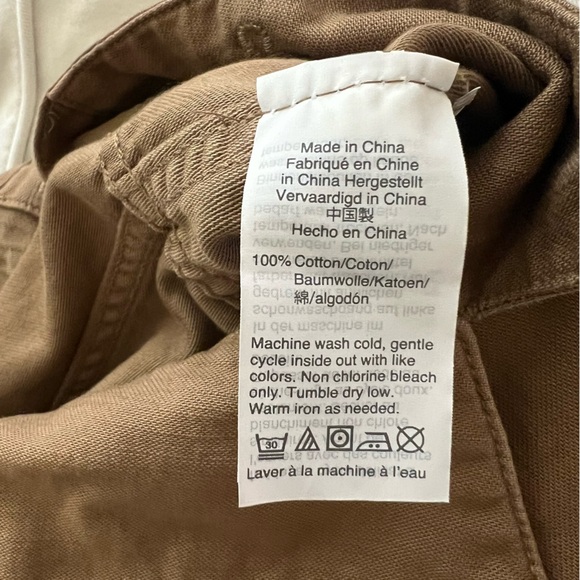 Made in China
Fabriqué en Chine
in China Hergestellt
Vervaardigd in China
中国製
Hecho en China
100% Cotton/Coton/
Baumwolle/Katoen/
綿/algodón
Machine wash cold, gentle
cycle inside out with like
colors. Non chlorine bleach
only. Tumble dry low.
Warm iron as needed.
30
Laver à la machine à l'eau